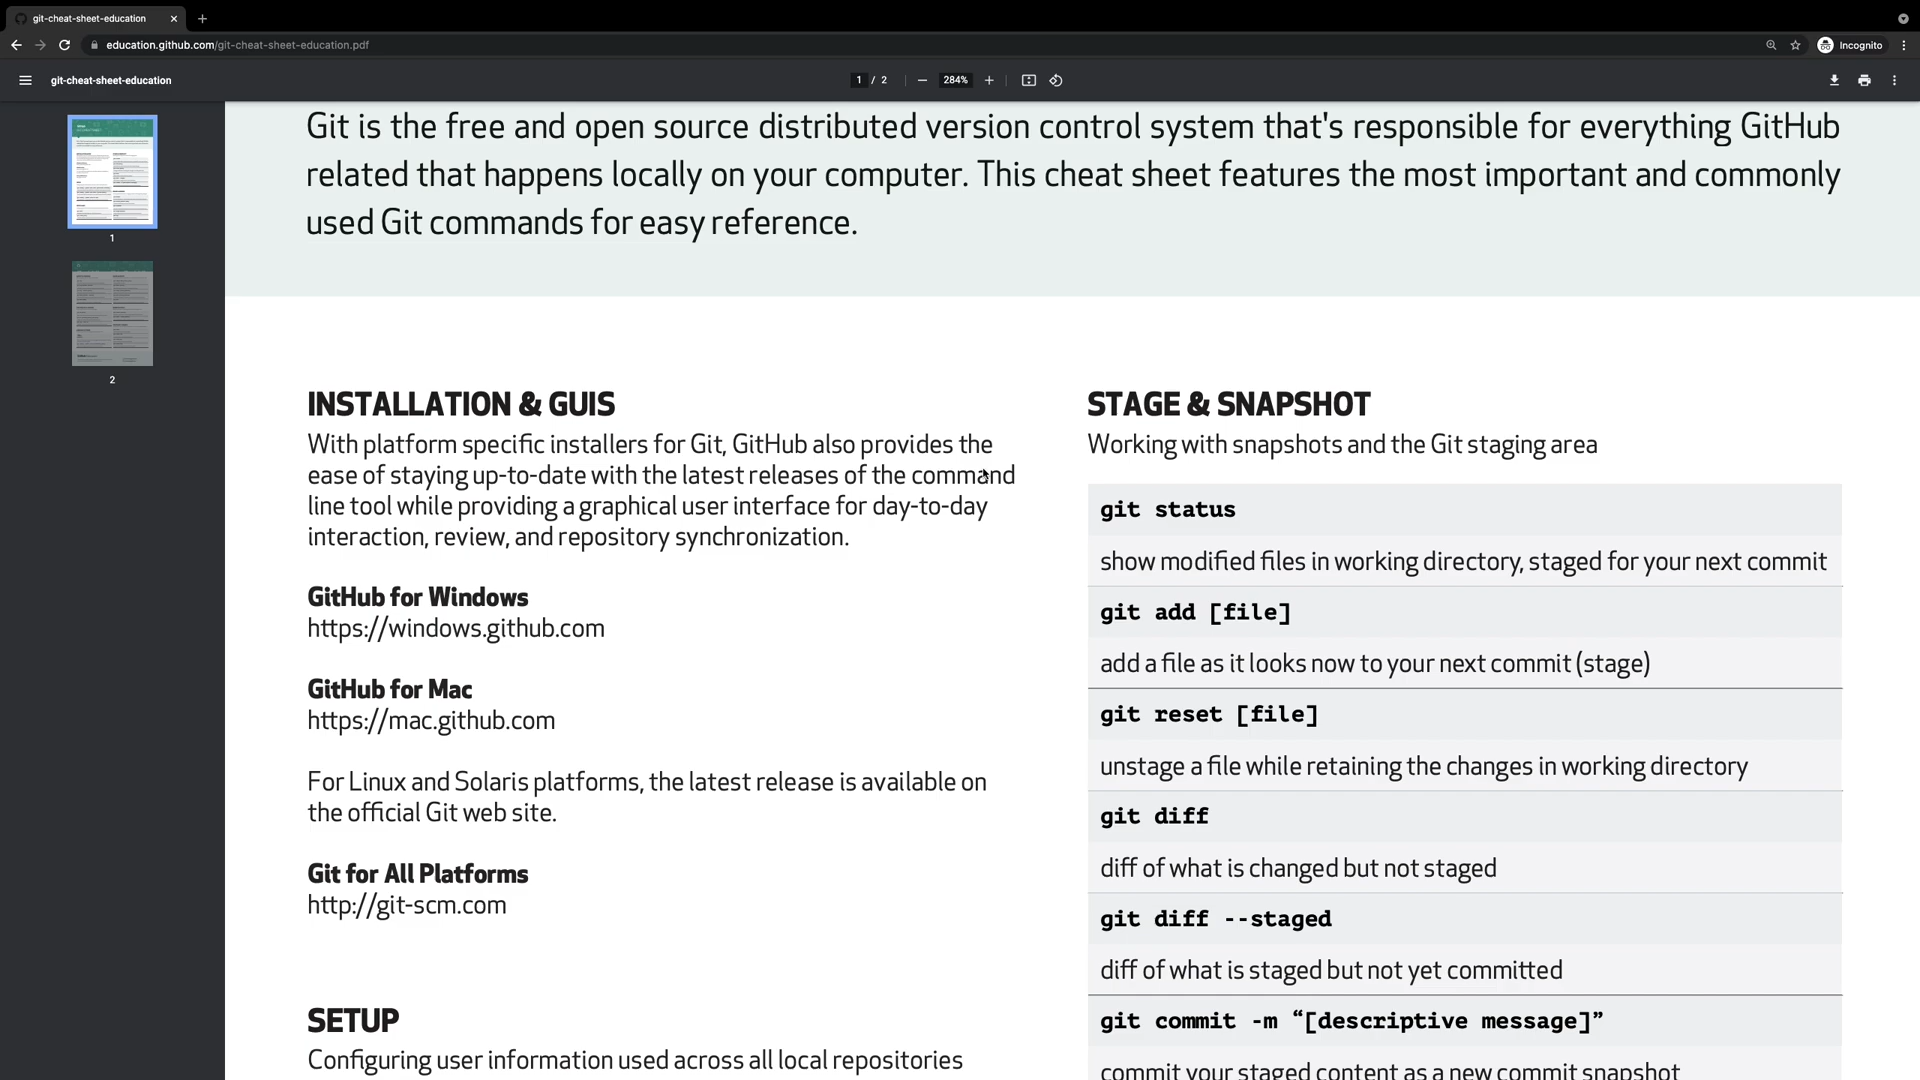 git-cheat-sheet-education
education.github.com/git-cheat-sheet-education.pdf
Incognito
git-cheat-sheet-education
1 / 2
284%
1
2
Git is the free and open source distributed version control system that's responsible for everything GitHub
related that happens locally on your computer. This cheat sheet features the most important and commonly
used Git commands for easy reference.
INSTALLATION & GUIS
With platform specific installers for Git, GitHub also provides the
ease of staying up-to-date with the latest releases of the command
line tool while providing a graphical user interface for day-to-day
interaction, review, and repository synchronization.
GitHub for Windows
https://windows.github.com
GitHub for Mac
https://mac.github.com
For Linux and Solaris platforms, the latest release is available on
the official Git web site.
Git for All Platforms
http://git-scm.com
SETUP
Configuring user information used across all local repositories
STAGE & SNAPSHOT
Working with snapshots and the Git staging area
git status
show modified files in working directory, staged for your next commit
git add [file]
add a file as it looks now to your next commit (stage)
git reset [file]
unstage a file while retaining the changes in working directory
git diff
diff of what is changed but not staged
git diff --staged
diff of what is staged but not yet committed
git commit -m “[descriptive message]”
commit your staged content as a new commit snapshot